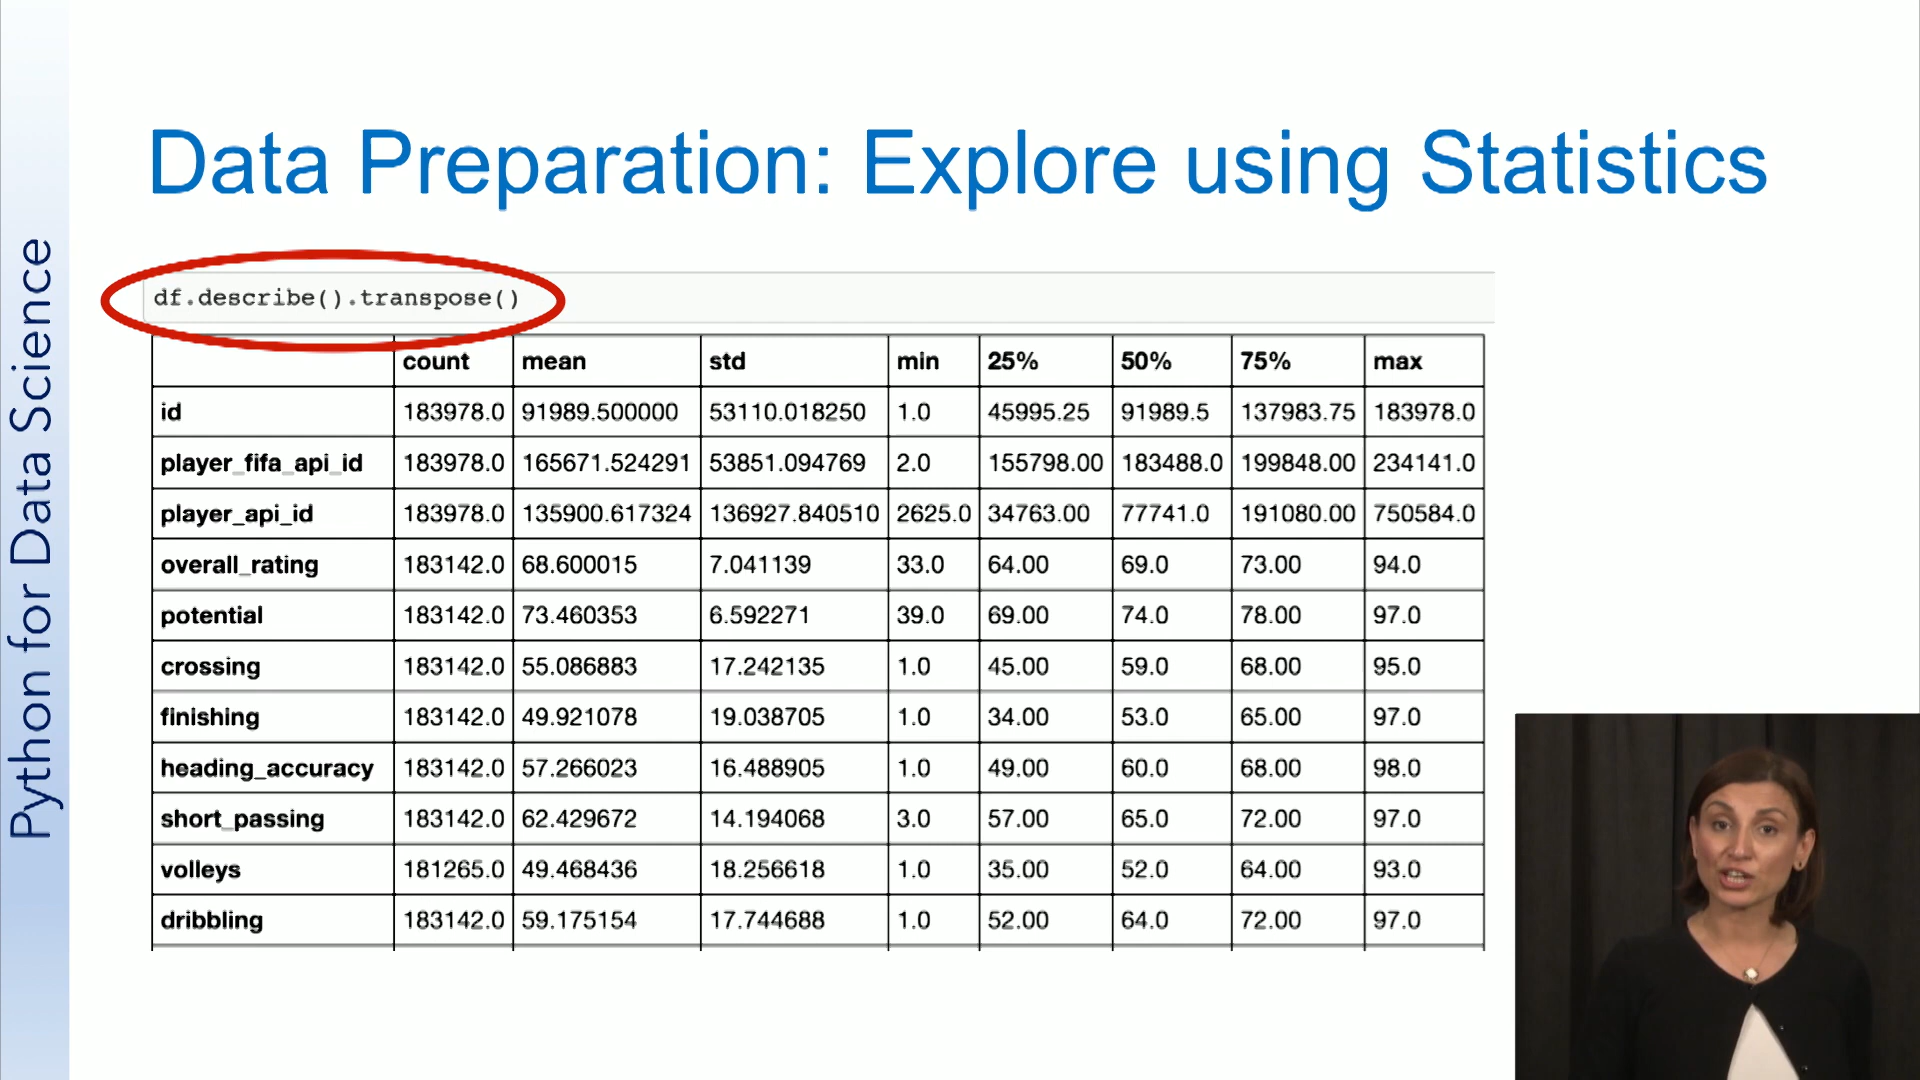 Python for Data Science
Data Preparation: Explore using Statistics
df.describe().transpose()
count mean std min 25% 50% 75% max
id 183978.0 91989.500000 53110.018250 1.0 45995.25 91989.5 137983.75 183978.0
player_fifa_api_id 183978.0 165671.524291 53851.094769 2.0 155798.00 183488.0 199848.00 234141.0
player_api_id 183978.0 135900.617324 136927.840510 2625.0 34763.00 77741.0 191080.00 750584.0
overall_rating 183142.0 68.600015 7.041139 33.0 64.00 69.0 73.00 94.0
potential 183142.0 73.460353 6.592271 39.0 69.00 74.0 78.00 97.0
crossing 183142.0 55.086883 17.242135 1.0 45.00 59.0 68.00 95.0
finishing 183142.0 49.921078 19.038705 1.0 34.00 53.0 65.00 97.0
heading_accuracy 183142.0 57.266023 16.488905 1.0 49.00 60.0 68.00 98.0
short_passing 183142.0 62.429672 14.194068 3.0 57.00 65.0 72.00 97.0
volleys 181265.0 49.468436 18.256618 1.0 35.00 52.0 64.00 93.0
dribbling 183142.0 59.175154 17.744688 1.0 52.00 64.0 72.00 97.0